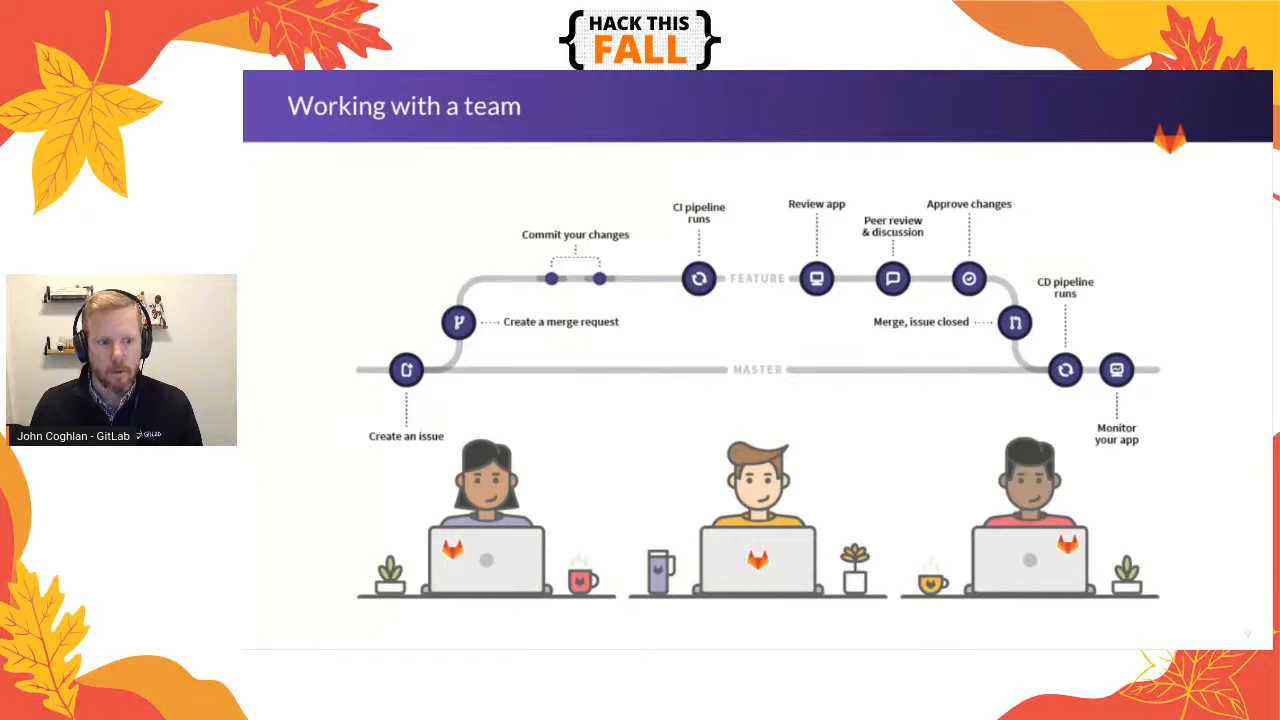 HACK THIS
FALL
Working with a team
CI pipeline
runs
Review app
Approve changes
Peer review
& discussion
Commit your changes
FEATURE
CD pipeline
runs
Create a merge request
Merge, issue closed
MASTER
Create an issue
Monitor
your app
John Coghlan - GitLab
GITLAB
9